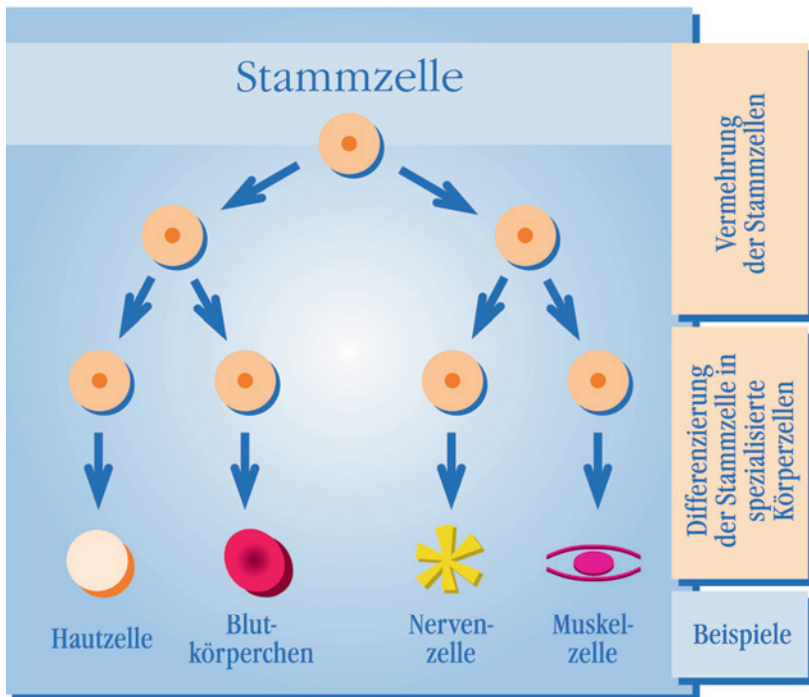 Stammzelle
Vermehrung
der Stammzellen
Differenzierung
der Stammzelle in
spezialisierte
Körperzellen
Hautzelle
Blut-
körperchen
Nerven-
zelle
Muskel-
zelle
Beispiele